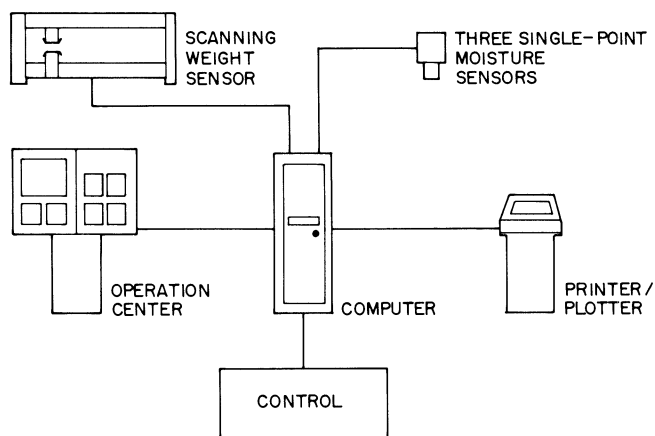 SCANNING
WEIGHT
SENSOR
THREE SINGLE-POINT
MOISTURE
SENSORS
OPERATION
CENTER
COMPUTER
PRINTER/
PLOTTER
CONTROL